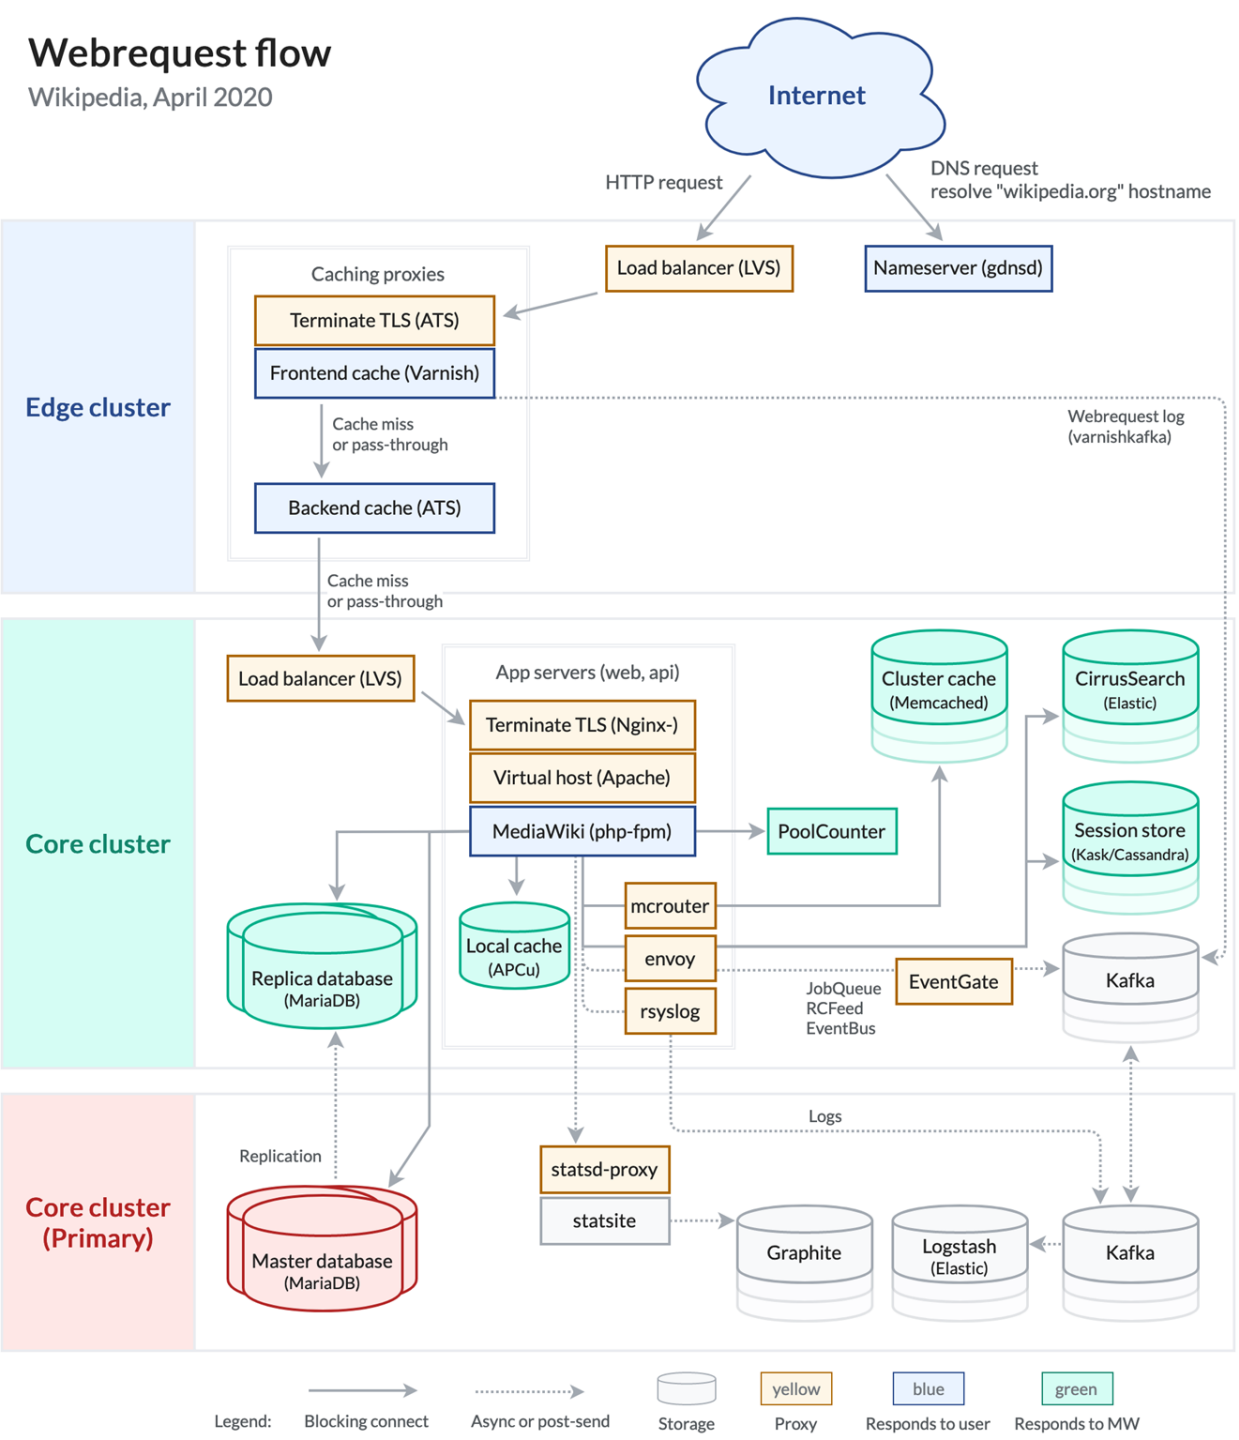 Webrequest flow
Wikipedia, April 2020
Internet
HTTP request
DNS request
resolve "wikipedia.org" hostname
Edge cluster
Load balancer (LVS)
Nameserver (gdnsd)
Caching proxies
Terminate TLS (ATS)
Frontend cache (Varnish)
Cache miss
or pass-through
Webrequest log
(varnishkafka)
Backend cache (ATS)
Cache miss
or pass-through
Core cluster
Load balancer (LVS)
App servers (web, api)
Terminate TLS (Nginx-)
Virtual host (Apache)
MediaWiki (php-fpm)
Cluster cache
(Memcached)
CirrusSearch
(Elastic)
PoolCounter
Session store
(Kask/Cassandra)
mcrouter
Local cache
(APCu)
envoy
rsyslog
Replica database
(MariaDB)
EventGate
JobQueue
RCFeed
EventBus
Kafka
Core cluster
(Primary)
Replication
Logs
Master database
(MariaDB)
statsd-proxy
statsite
Graphite
Logstash
(Elastic)
Kafka
Legend:
Blocking connect
Async or post-send
Storage
yellow
Proxy
blue
Responds to user
green
Responds to MW